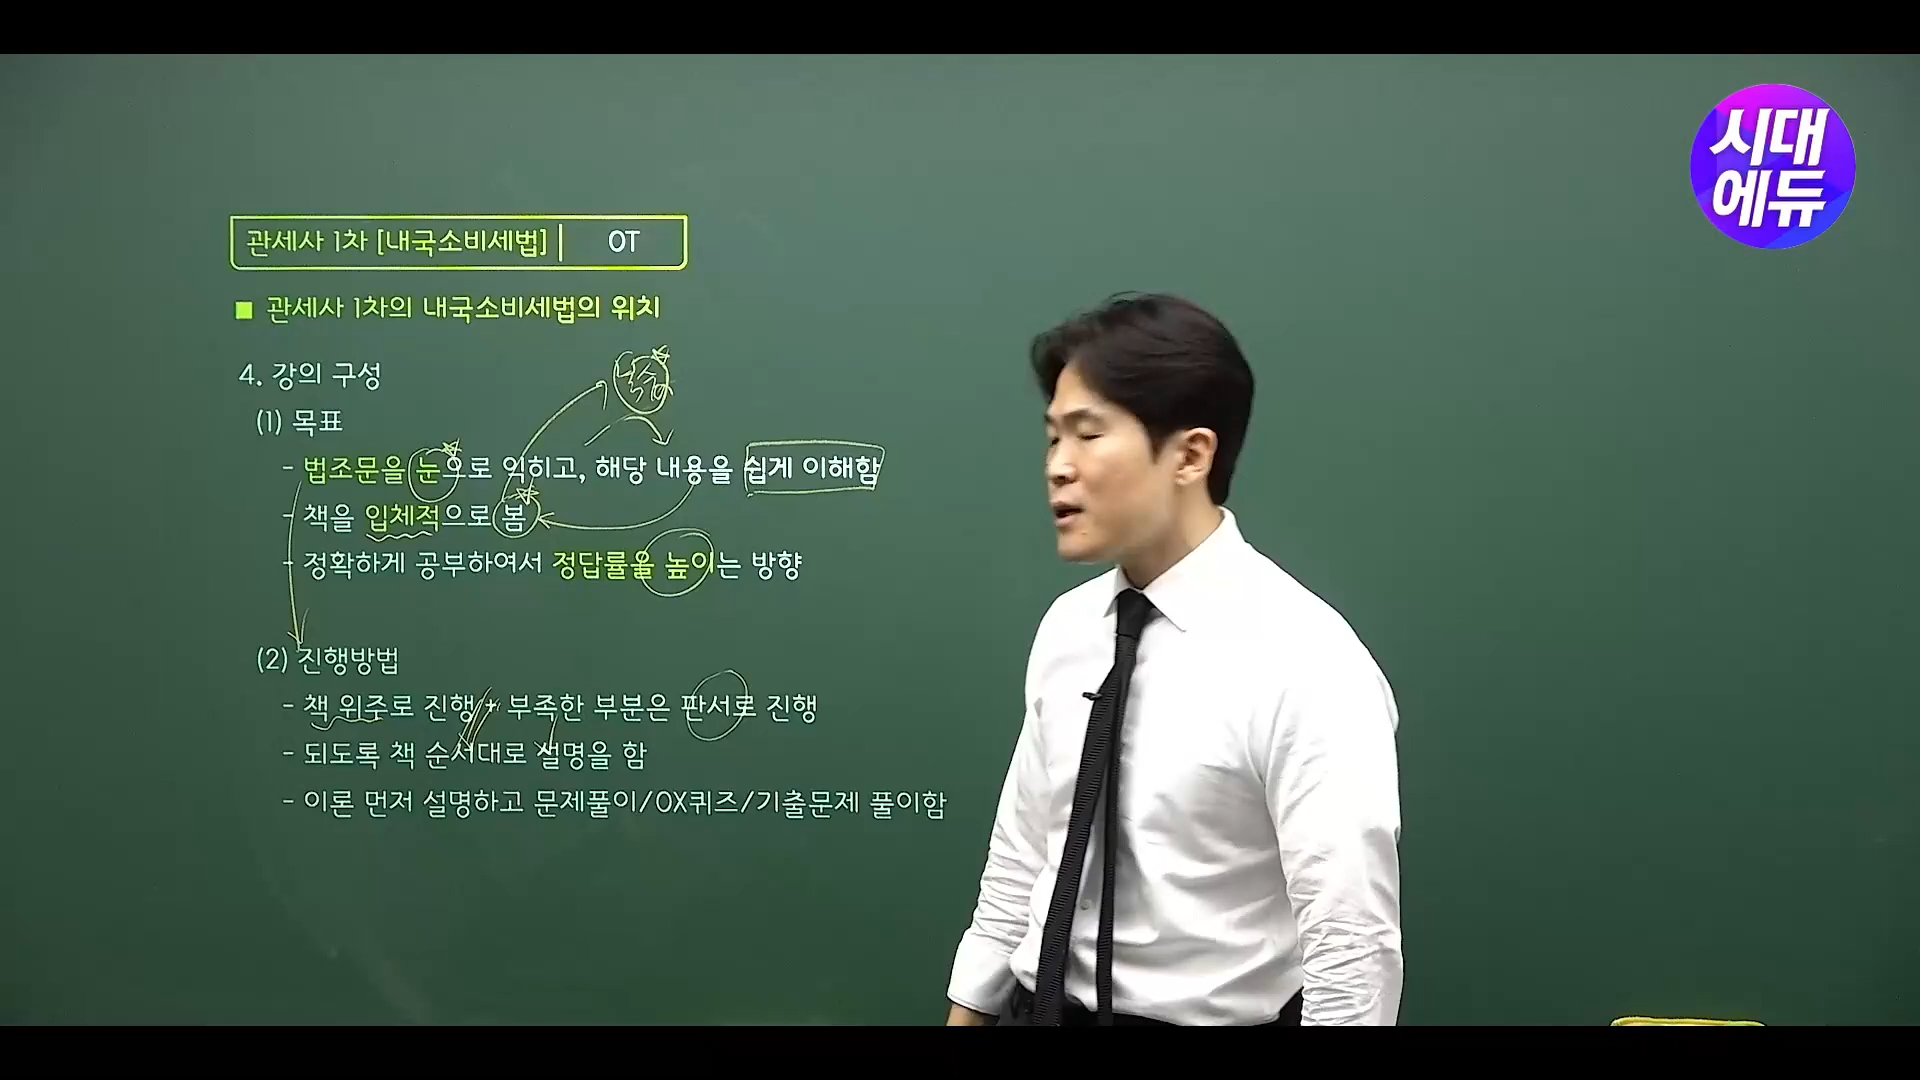 시대
에듀
관세사 1차 [내국소비세법] OT
■ 관세사 1차의 내국소비세법의 위치
4. 강의 구성
복습
(1) 목표
- 법조문을 눈으로 익히고, 해당 내용을 쉽게 이해함
- 책을 입체적으로 봄
- 정확하게 공부하여서 정답률을 높이는 방향
(2) 진행방법
- 책 위주로 진행 + 부족한 부분은 판서로 진행
- 되도록 책 순서대로 설명을 함
- 이론 먼저 설명하고 문제풀이/OX퀴즈/기출문제 풀이함